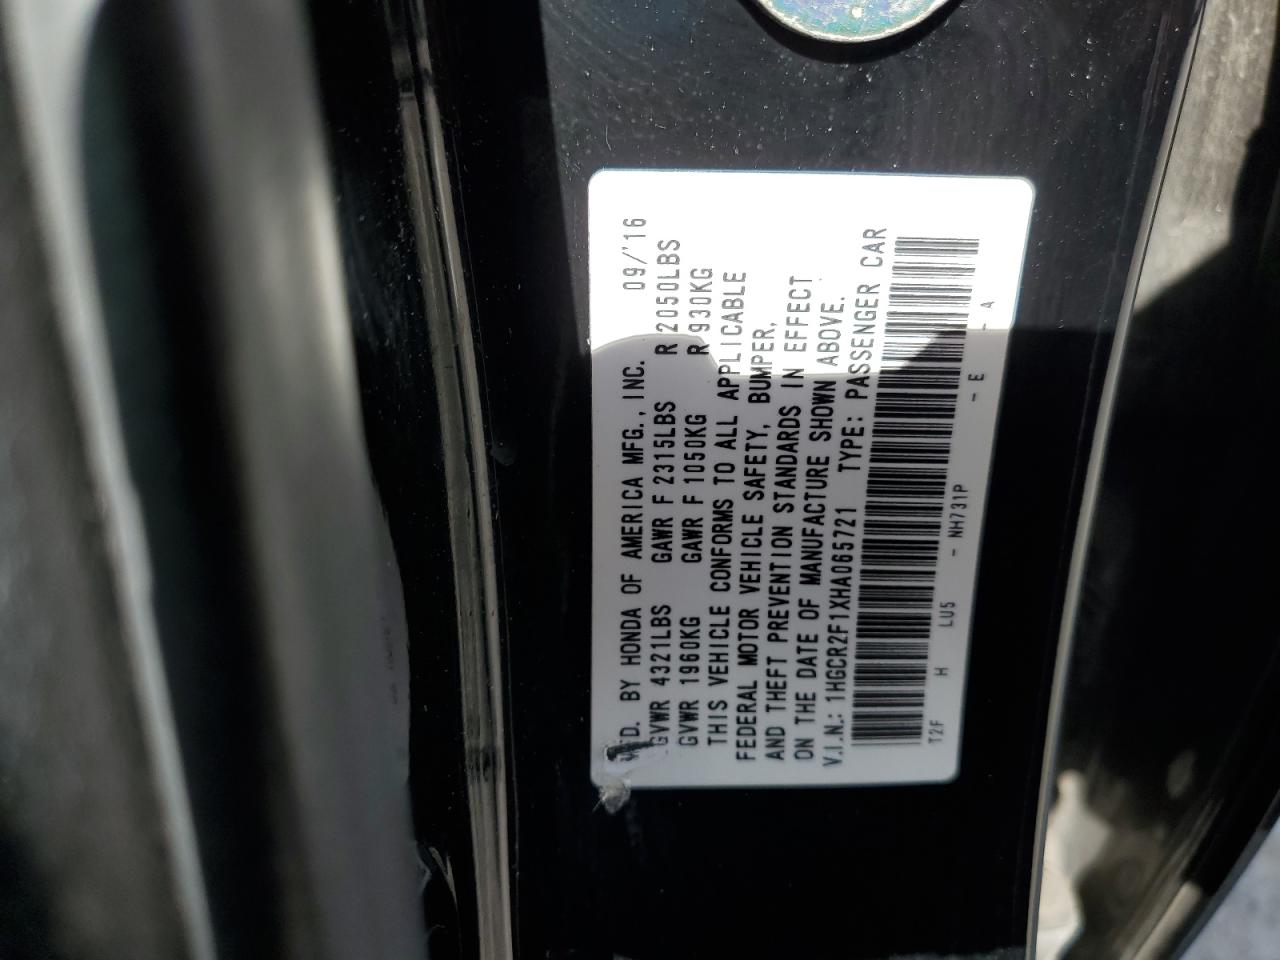 MFD. BY HONDA OF AMERICA MFG., INC. 09/'16
GVWR 4321LBS GAWR F 2315LBS R 2050LBS
GVWR 1960KG GAWR F 1050KG R 930KG
THIS VEHICLE CONFORMS TO ALL APPLICABLE
FEDERAL MOTOR VEHICLE SAFETY, BUMPER,
AND THEFT PREVENTION STANDARDS IN EFFECT
ON THE DATE OF MANUFACTURE SHOWN ABOVE.
V.I.N.: 1HGCR2F1XHA065721 TYPE: PASSENGER CAR
T2F H LU5 - NH731P - E - A